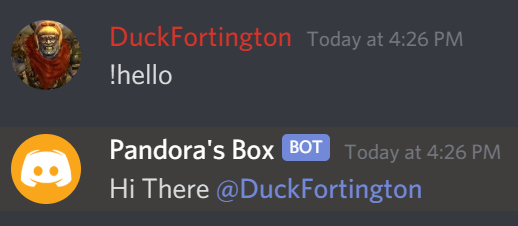 DuckFortington Today at 4:26 PM
!hello
Pandora's Box BOT Today at 4:26 PM
Hi There @DuckFortington